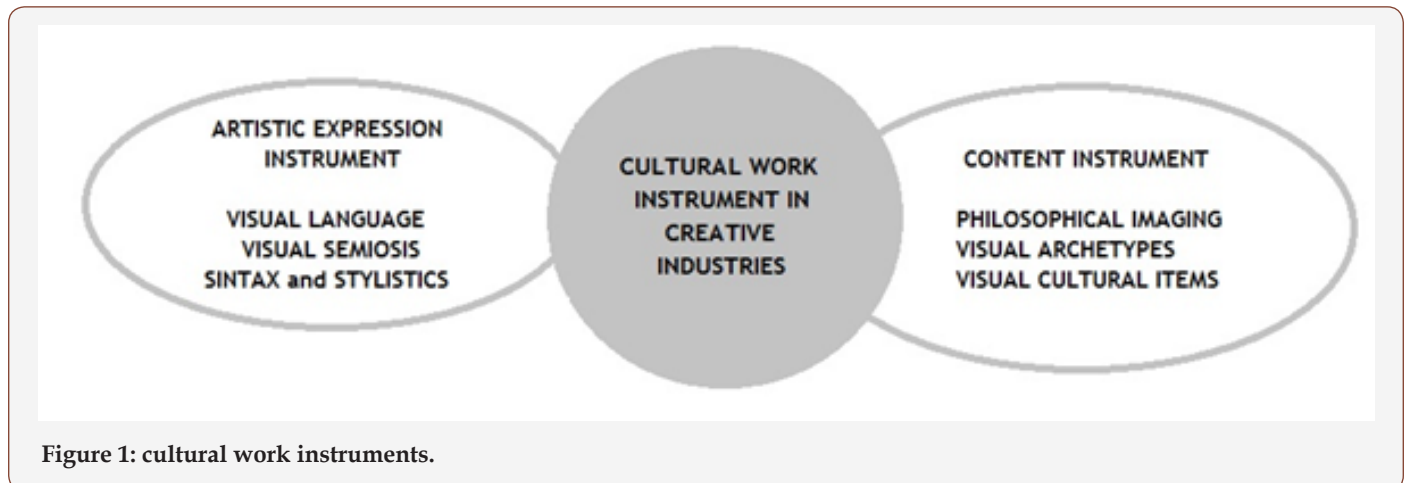 ARTISTIC EXPRESSION
INSTRUMENT
VISUAL LANGUAGE
VISUAL SEMIOSIS
SINTAX and STYLISTICS
CULTURAL WORK
INSTRUMENT IN
CREATIVE
INDUSTRIES
CONTENT INSTRUMENT
PHILOSOPHICAL IMAGING
VISUAL ARCHETYPES
VISUAL CULTURAL ITEMS
Figure 1: cultural work instruments.